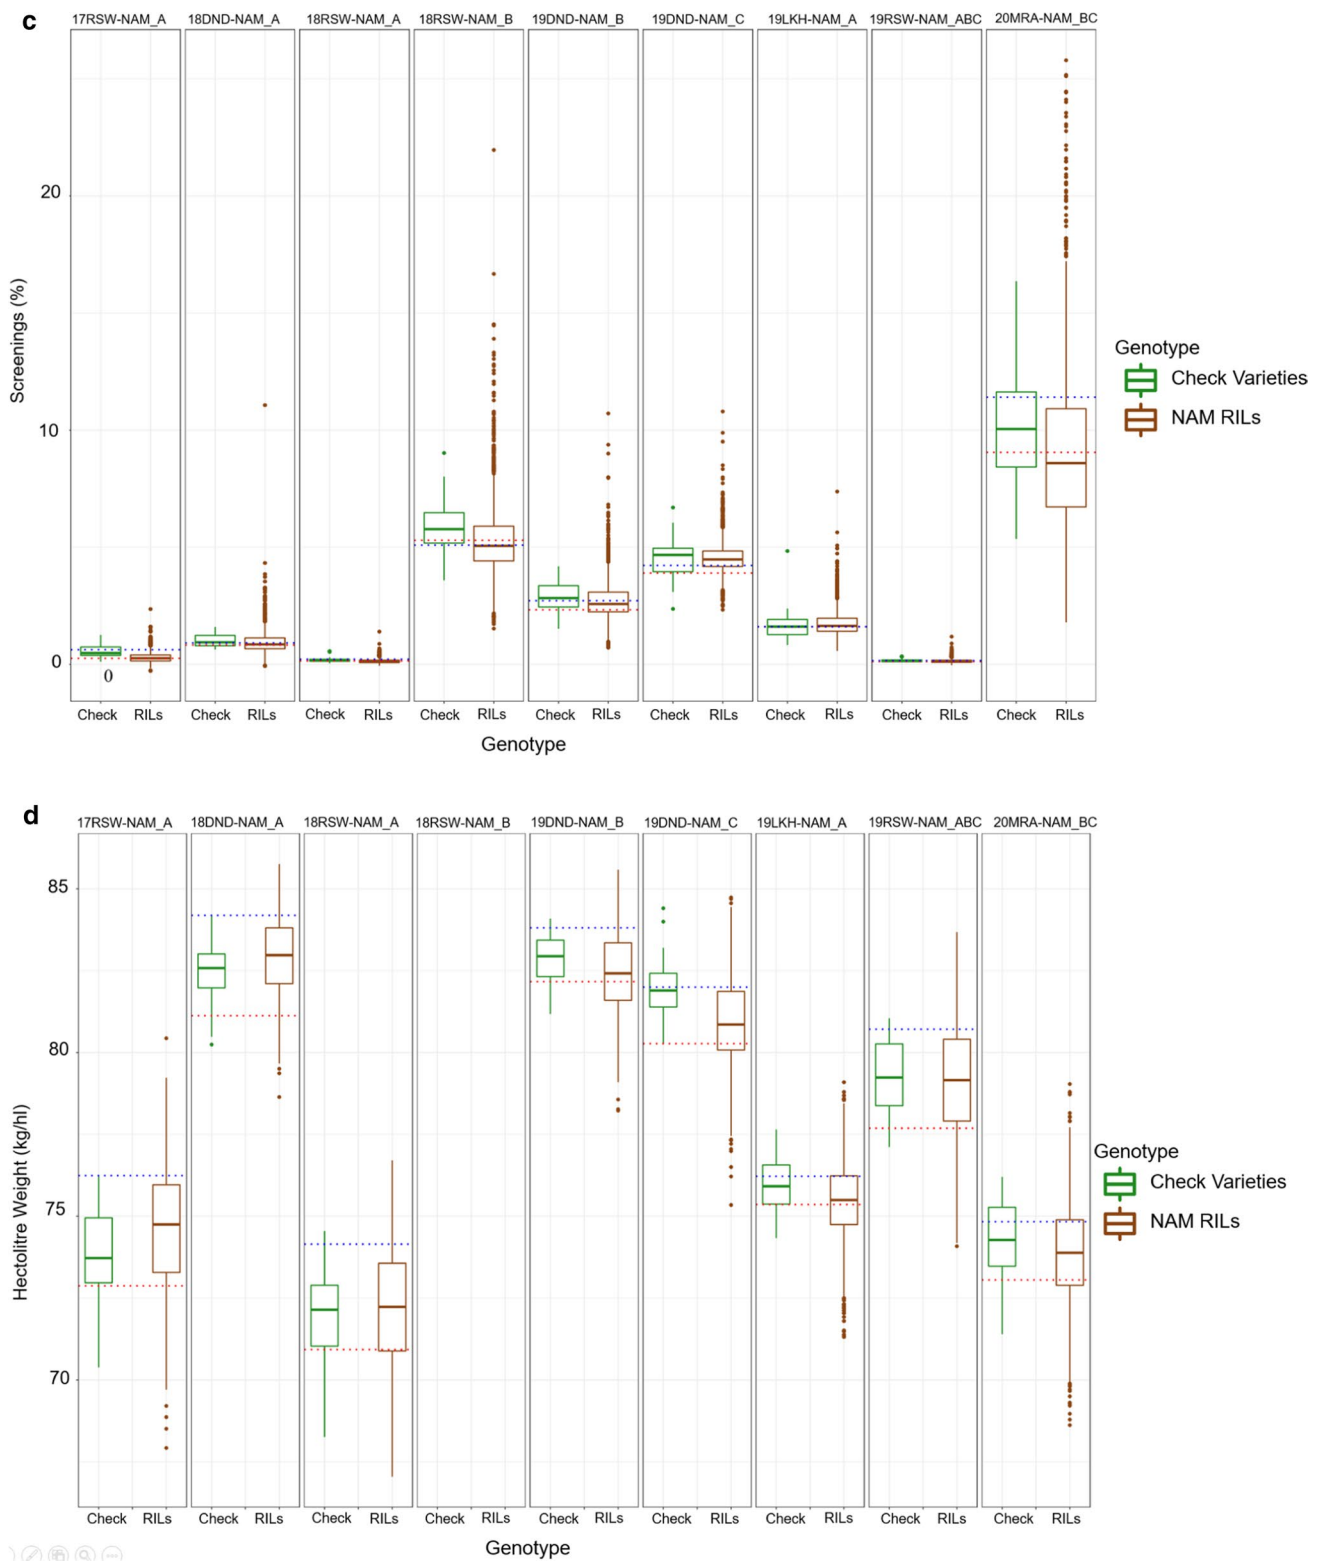 c
17RSW-NAM_A 18DND-NAM_A 18RSW-NAM_A 18RSW-NAM_B 19DND-NAM_B 19DND-NAM_C 19LKH-NAM_A 19RSW-NAM_ABC 20MRA-NAM_BC
20
10
0
0
Screenings (%)
Genotype
Check Varieties
NAM RILs
Check RILs Check RILs Check RILs Check RILs Check RILs Check RILs Check RILs Check RILs Check RILs
Genotype
d
17RSW-NAM_A 18DND-NAM_A 18RSW-NAM_A 18RSW-NAM_B 19DND-NAM_B 19DND-NAM_C 19LKH-NAM_A 19RSW-NAM_ABC 20MRA-NAM_BC
85
80
75
70
Hectolitre Weight (kg/hl)
Genotype
Check Varieties
NAM RILs
Check RILs Check RILs Check RILs Check RILs Check RILs Check RILs Check RILs Check RILs Check RILs
Genotype